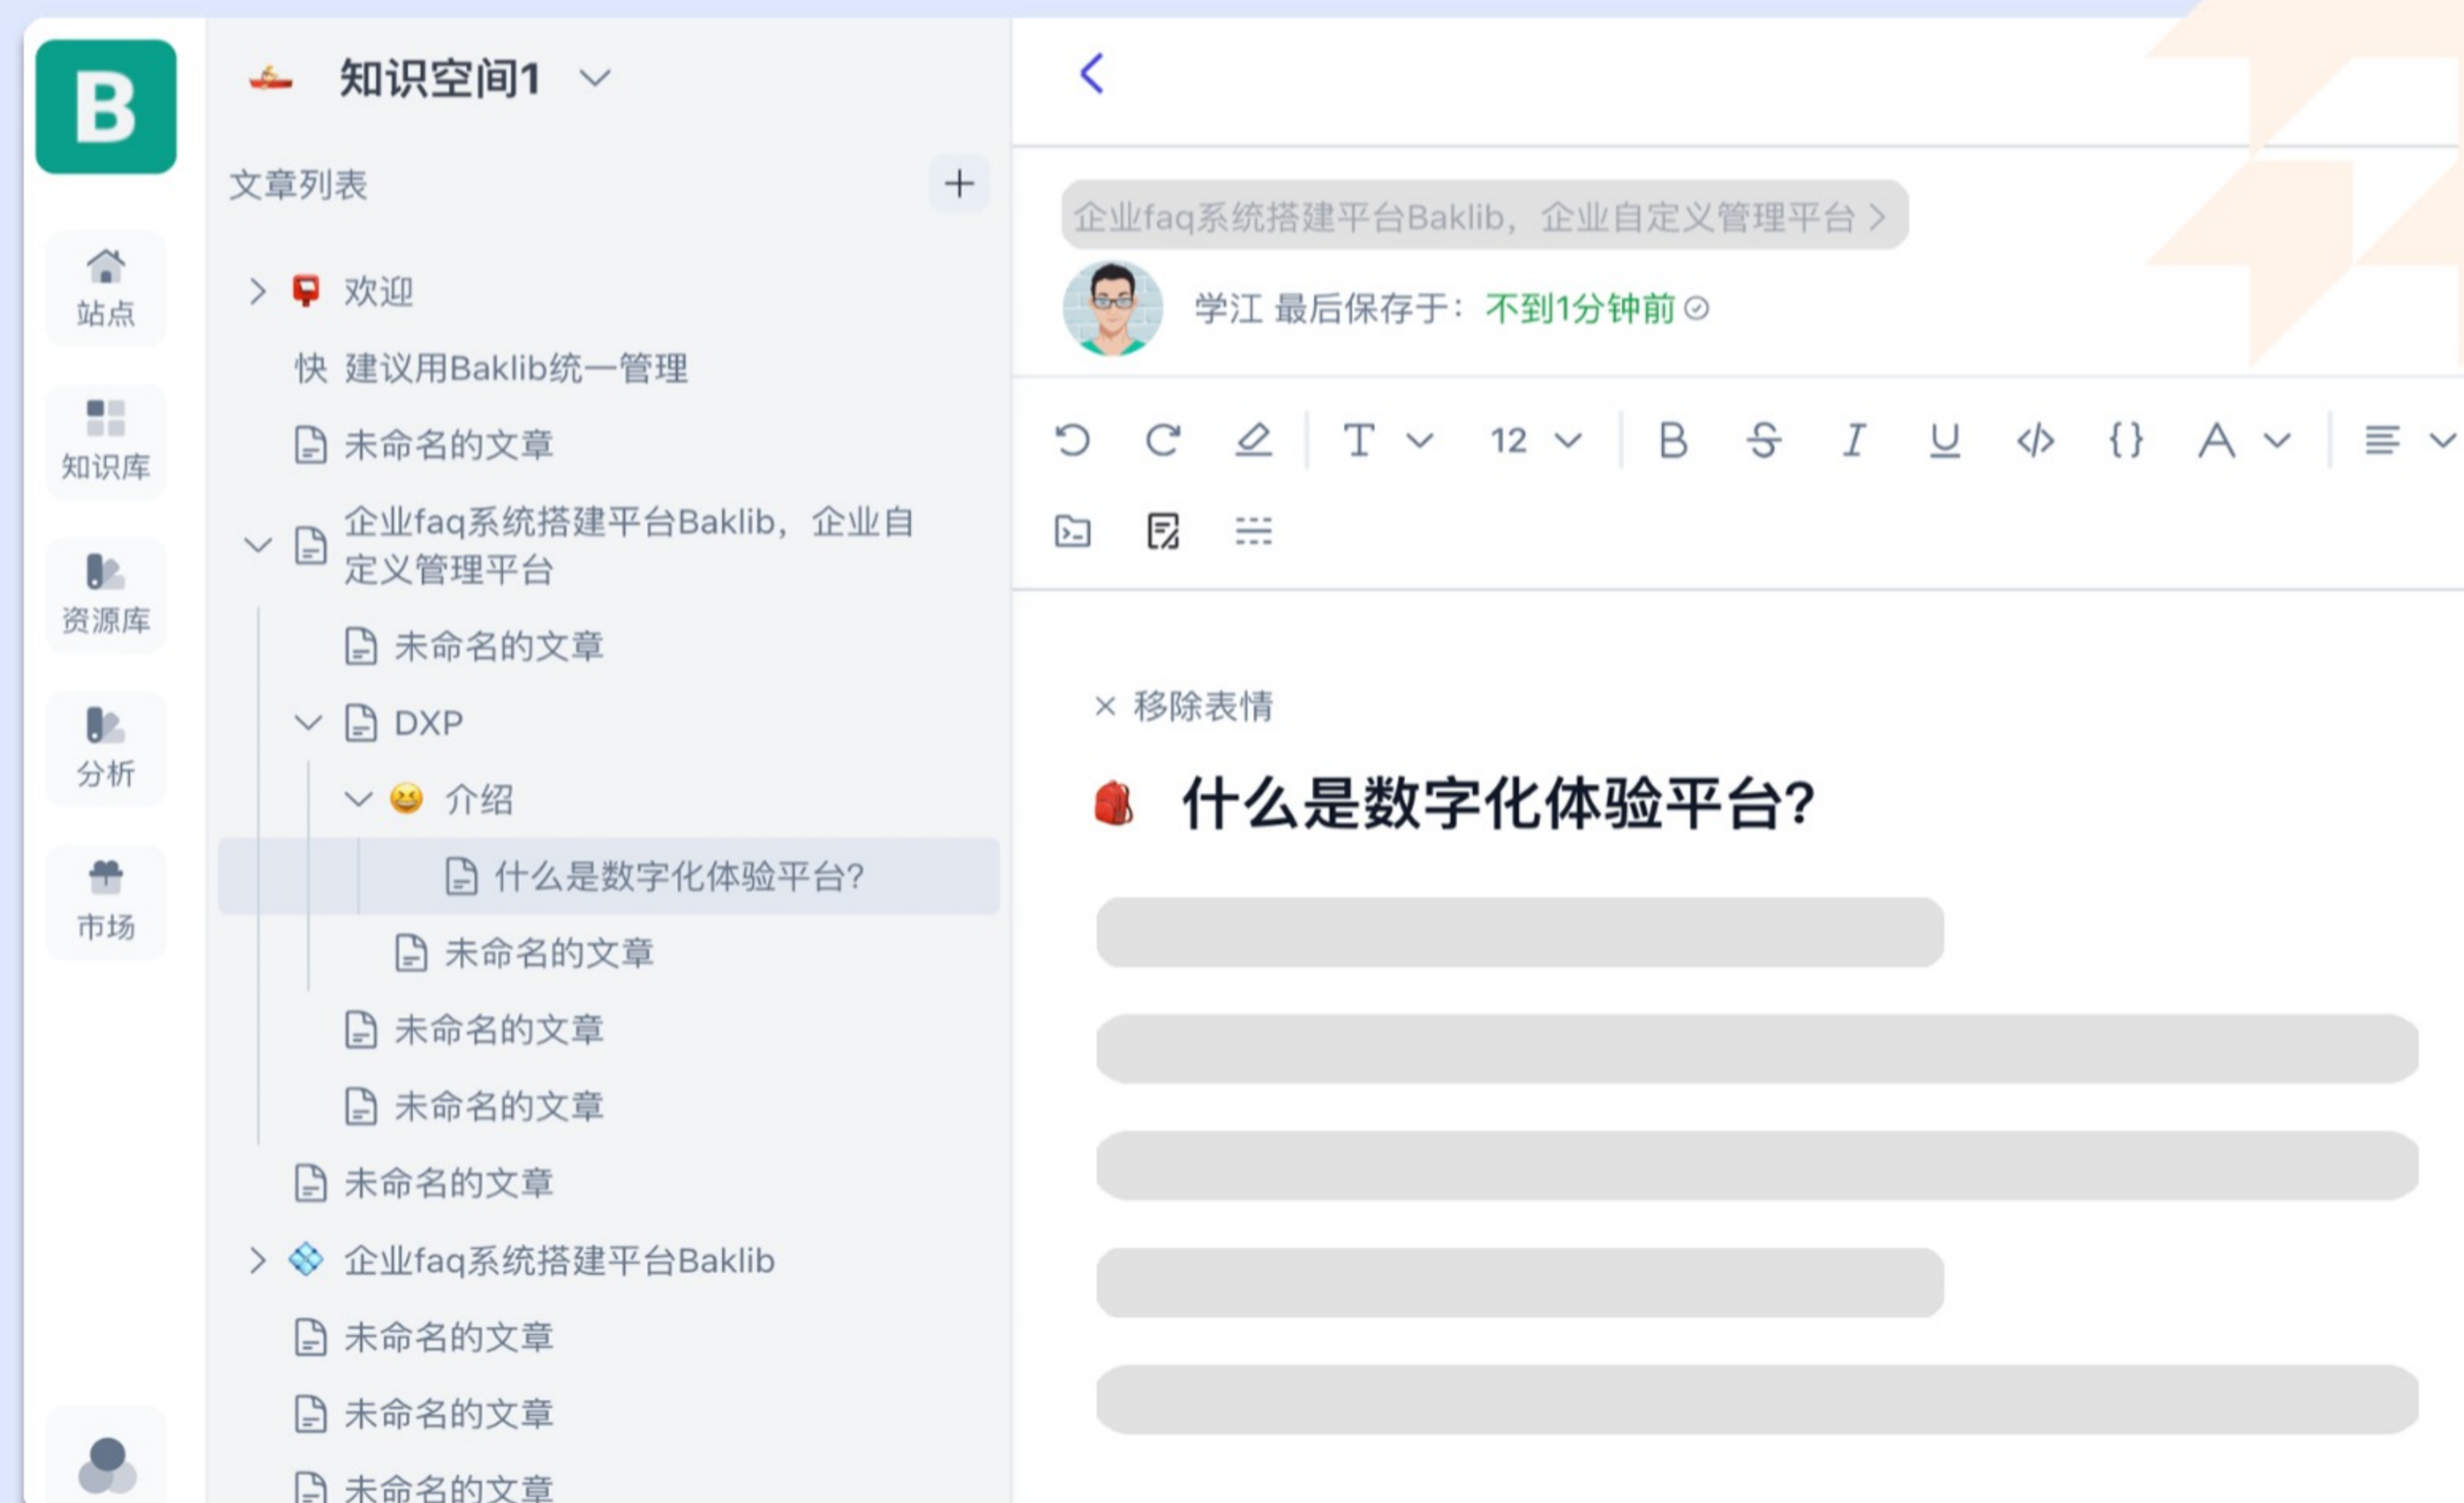 B
站点
知识库
资源库
分析
市场
知识空间1
文章列表
欢迎
快 建议用Baklib统一管理
未命名的文章
企业faq系统搭建平台Baklib，企业自
定义管理平台
未命名的文章
DXP
介绍
什么是数字化体验平台?
未命名的文章
未命名的文章
未命名的文章
未命名的文章
企业faq系统搭建平台Baklib
未命名的文章
未命名的文章
未命名的文章
企业faq系统搭建平台Baklib，企业自定义管理平台 >
学江 最后保存于：不到1分钟前
T 12 B S I U </> {} A
× 移除表情
什么是数字化体验平台?